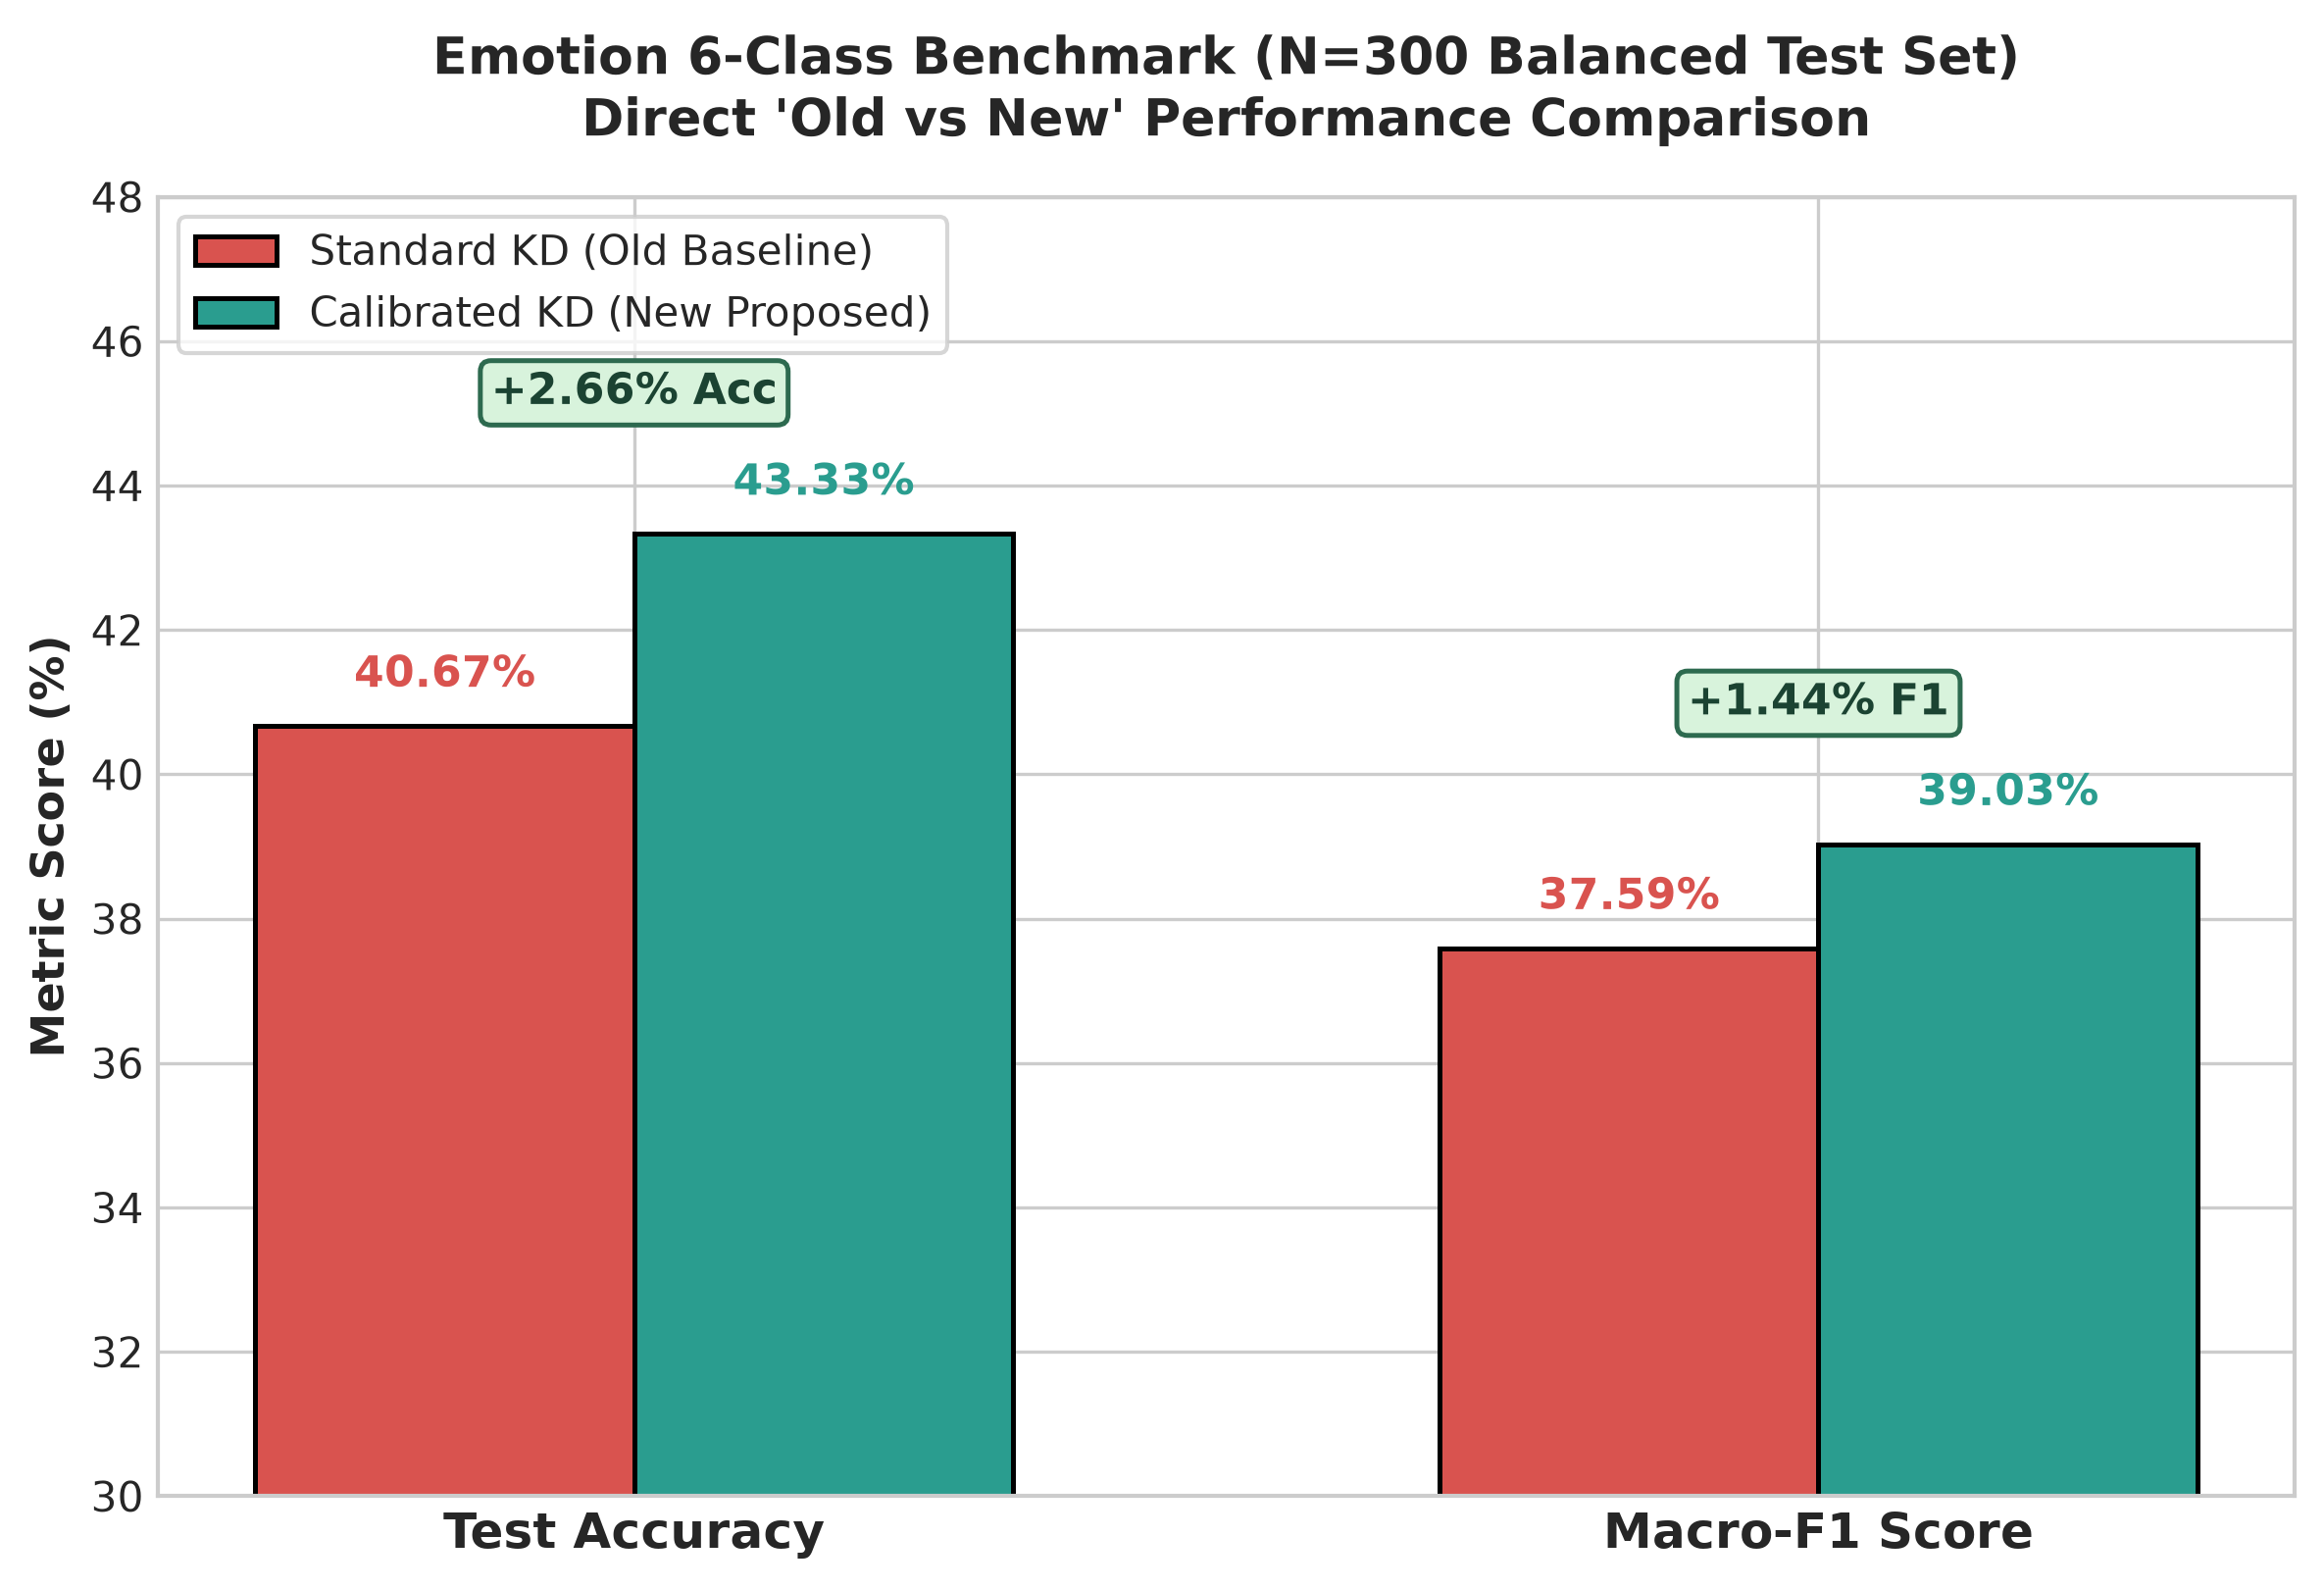 Emotion 6-Class Benchmark (N=300 Balanced Test Set)
Direct 'Old vs New' Performance Comparison
48
46
44
42
40
38
36
34
32
30
Metric Score (%)
Standard KD (Old Baseline)
Calibrated KD (New Proposed)
+2.66% Acc
43.33%
40.67%
+1.44% F1
39.03%
37.59%
Test Accuracy
Macro-F1 Score